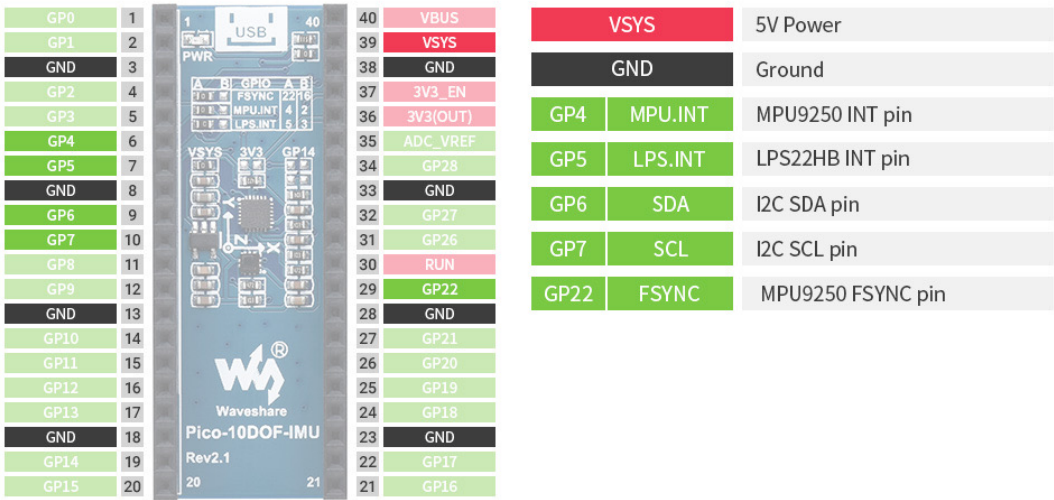 GP0 1
GP1 2
GND 3
GP2 4
GP3 5
GP4 6
GP5 7
GND 8
GP6 9
GP7 10
GP8 11
GP9 12
GND 13
GP10 14
GP11 15
GP12 16
GP13 17
GND 18
GP14 19
GP15 20
1 USB 40
PWR
A B GPIO A B
FSYNC 22 16
MPU.INT 4 2
LPS.INT 5 3
VSYS 3V3 GP14
Y
Z X
®
Waveshare
Pico-10DOF-IMU
Rev2.1
20 21
40 VBUS
39 VSYS
38 GND
37 3V3_EN
36 3V3(OUT)
35 ADC_VREF
34 GP28
33 GND
32 GP27
31 GP26
30 RUN
29 GP22
28 GND
27 GP21
26 GP20
25 GP19
24 GP18
23 GND
22 GP17
21 GP16
VSYS 5V Power
GND Ground
GP4 MPU.INT MPU9250 INT pin
GP5 LPS.INT LPS22HB INT pin
GP6 SDA I2C SDA pin
GP7 SCL I2C SCL pin
GP22 FSYNC MPU9250 FSYNC pin